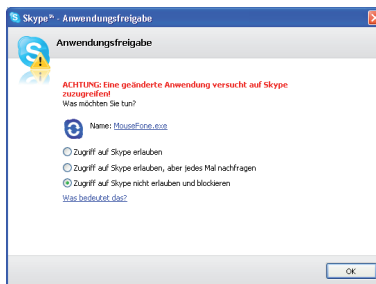 Skype™ - Anwendungsfreigabe
Anwendungsfreigabe
ACHTUNG: Eine geänderte Anwendung versucht auf Skype
zuzugreifen!
Was möchten Sie tun?
Name: MouseFone.exe
Zugriff auf Skype erlauben
Zugriff auf Skype erlauben, aber jedes Mal nachfragen
Zugriff auf Skype nicht erlauben und blockieren
Was bedeutet das?
OK